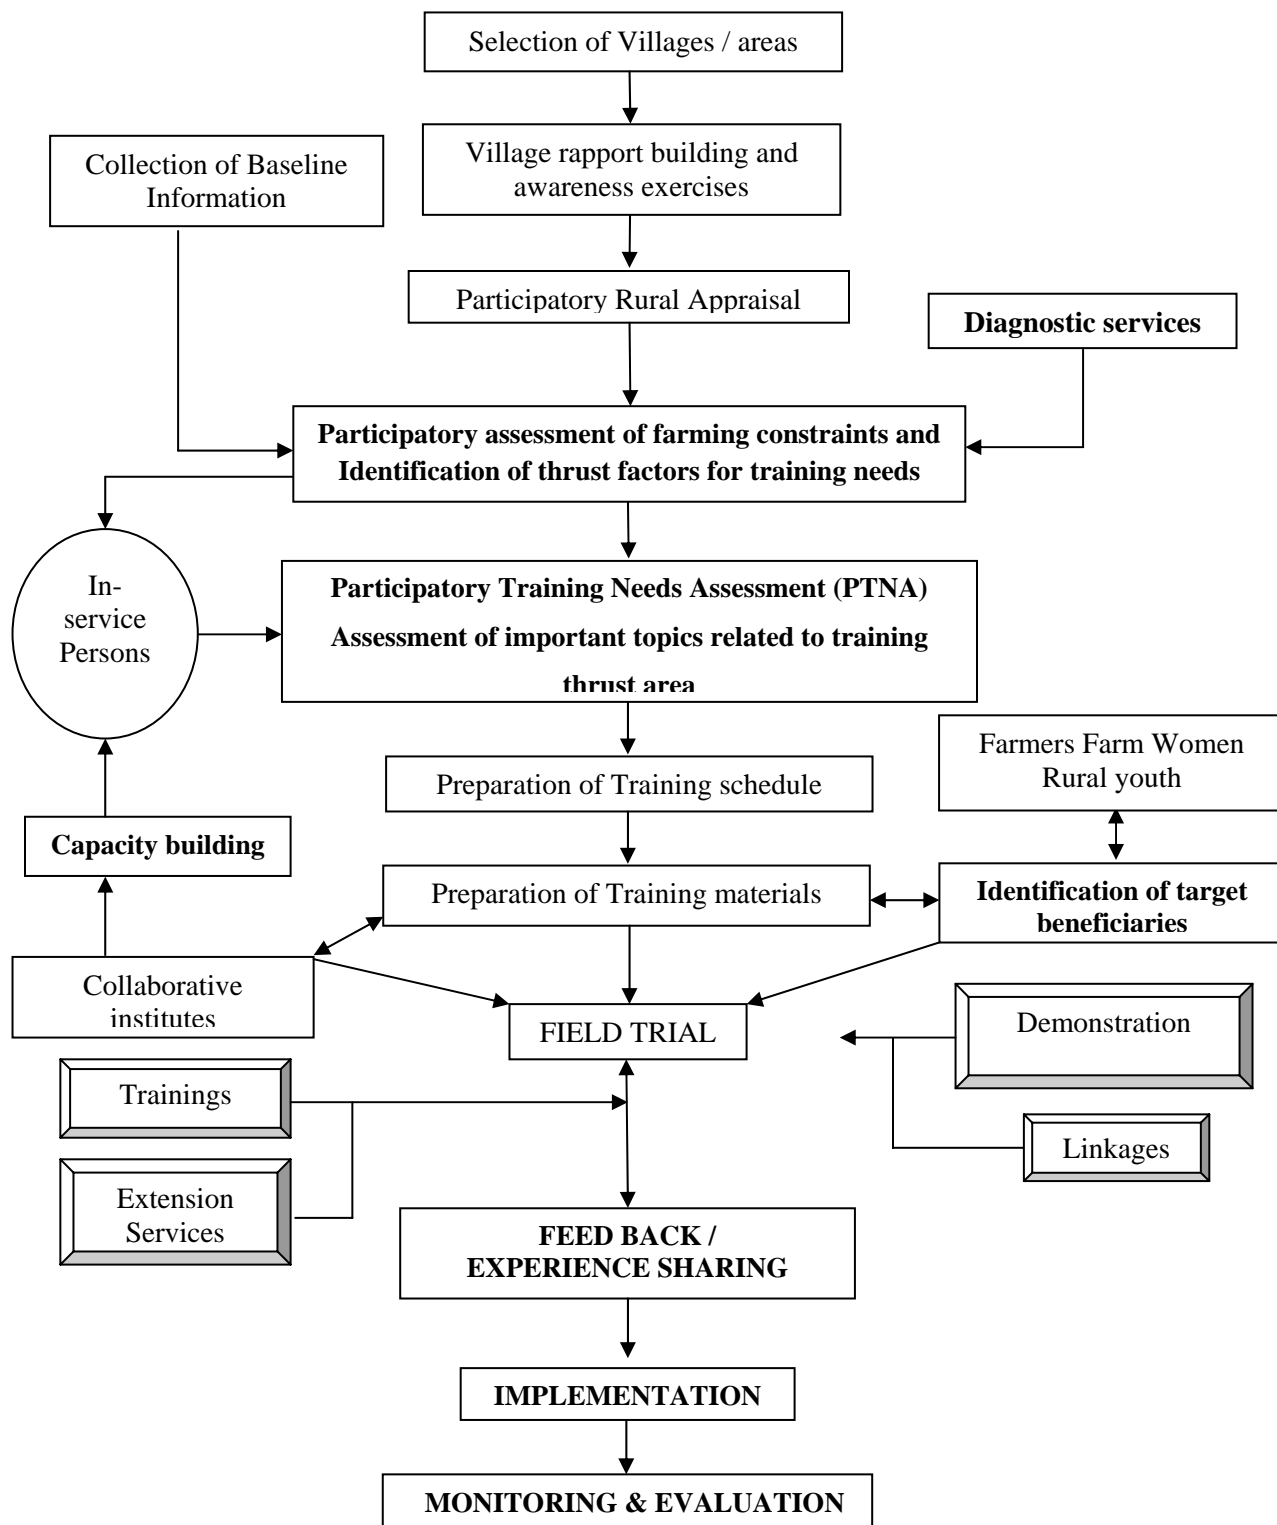 Selection of Villages / areas
Village rapport building and
awareness exercises
Collection of Baseline
Information
Participatory Rural Appraisal
Diagnostic services
Participatory assessment of farming constraints and
Identification of thrust factors for training needs
In-
service
Persons
Participatory Training Needs Assessment (PTNA)
Assessment of important topics related to training
thrust area
Farmers Farm Women
Rural youth
Preparation of Training schedule
Capacity building
Preparation of Training materials
Identification of target
beneficiaries
Collaborative
institutes
FIELD TRIAL
Demonstration
Trainings
Linkages
Extension
Services
FEED BACK /
EXPERIENCE SHARING
IMPLEMENTATION
MONITORING & EVALUATION